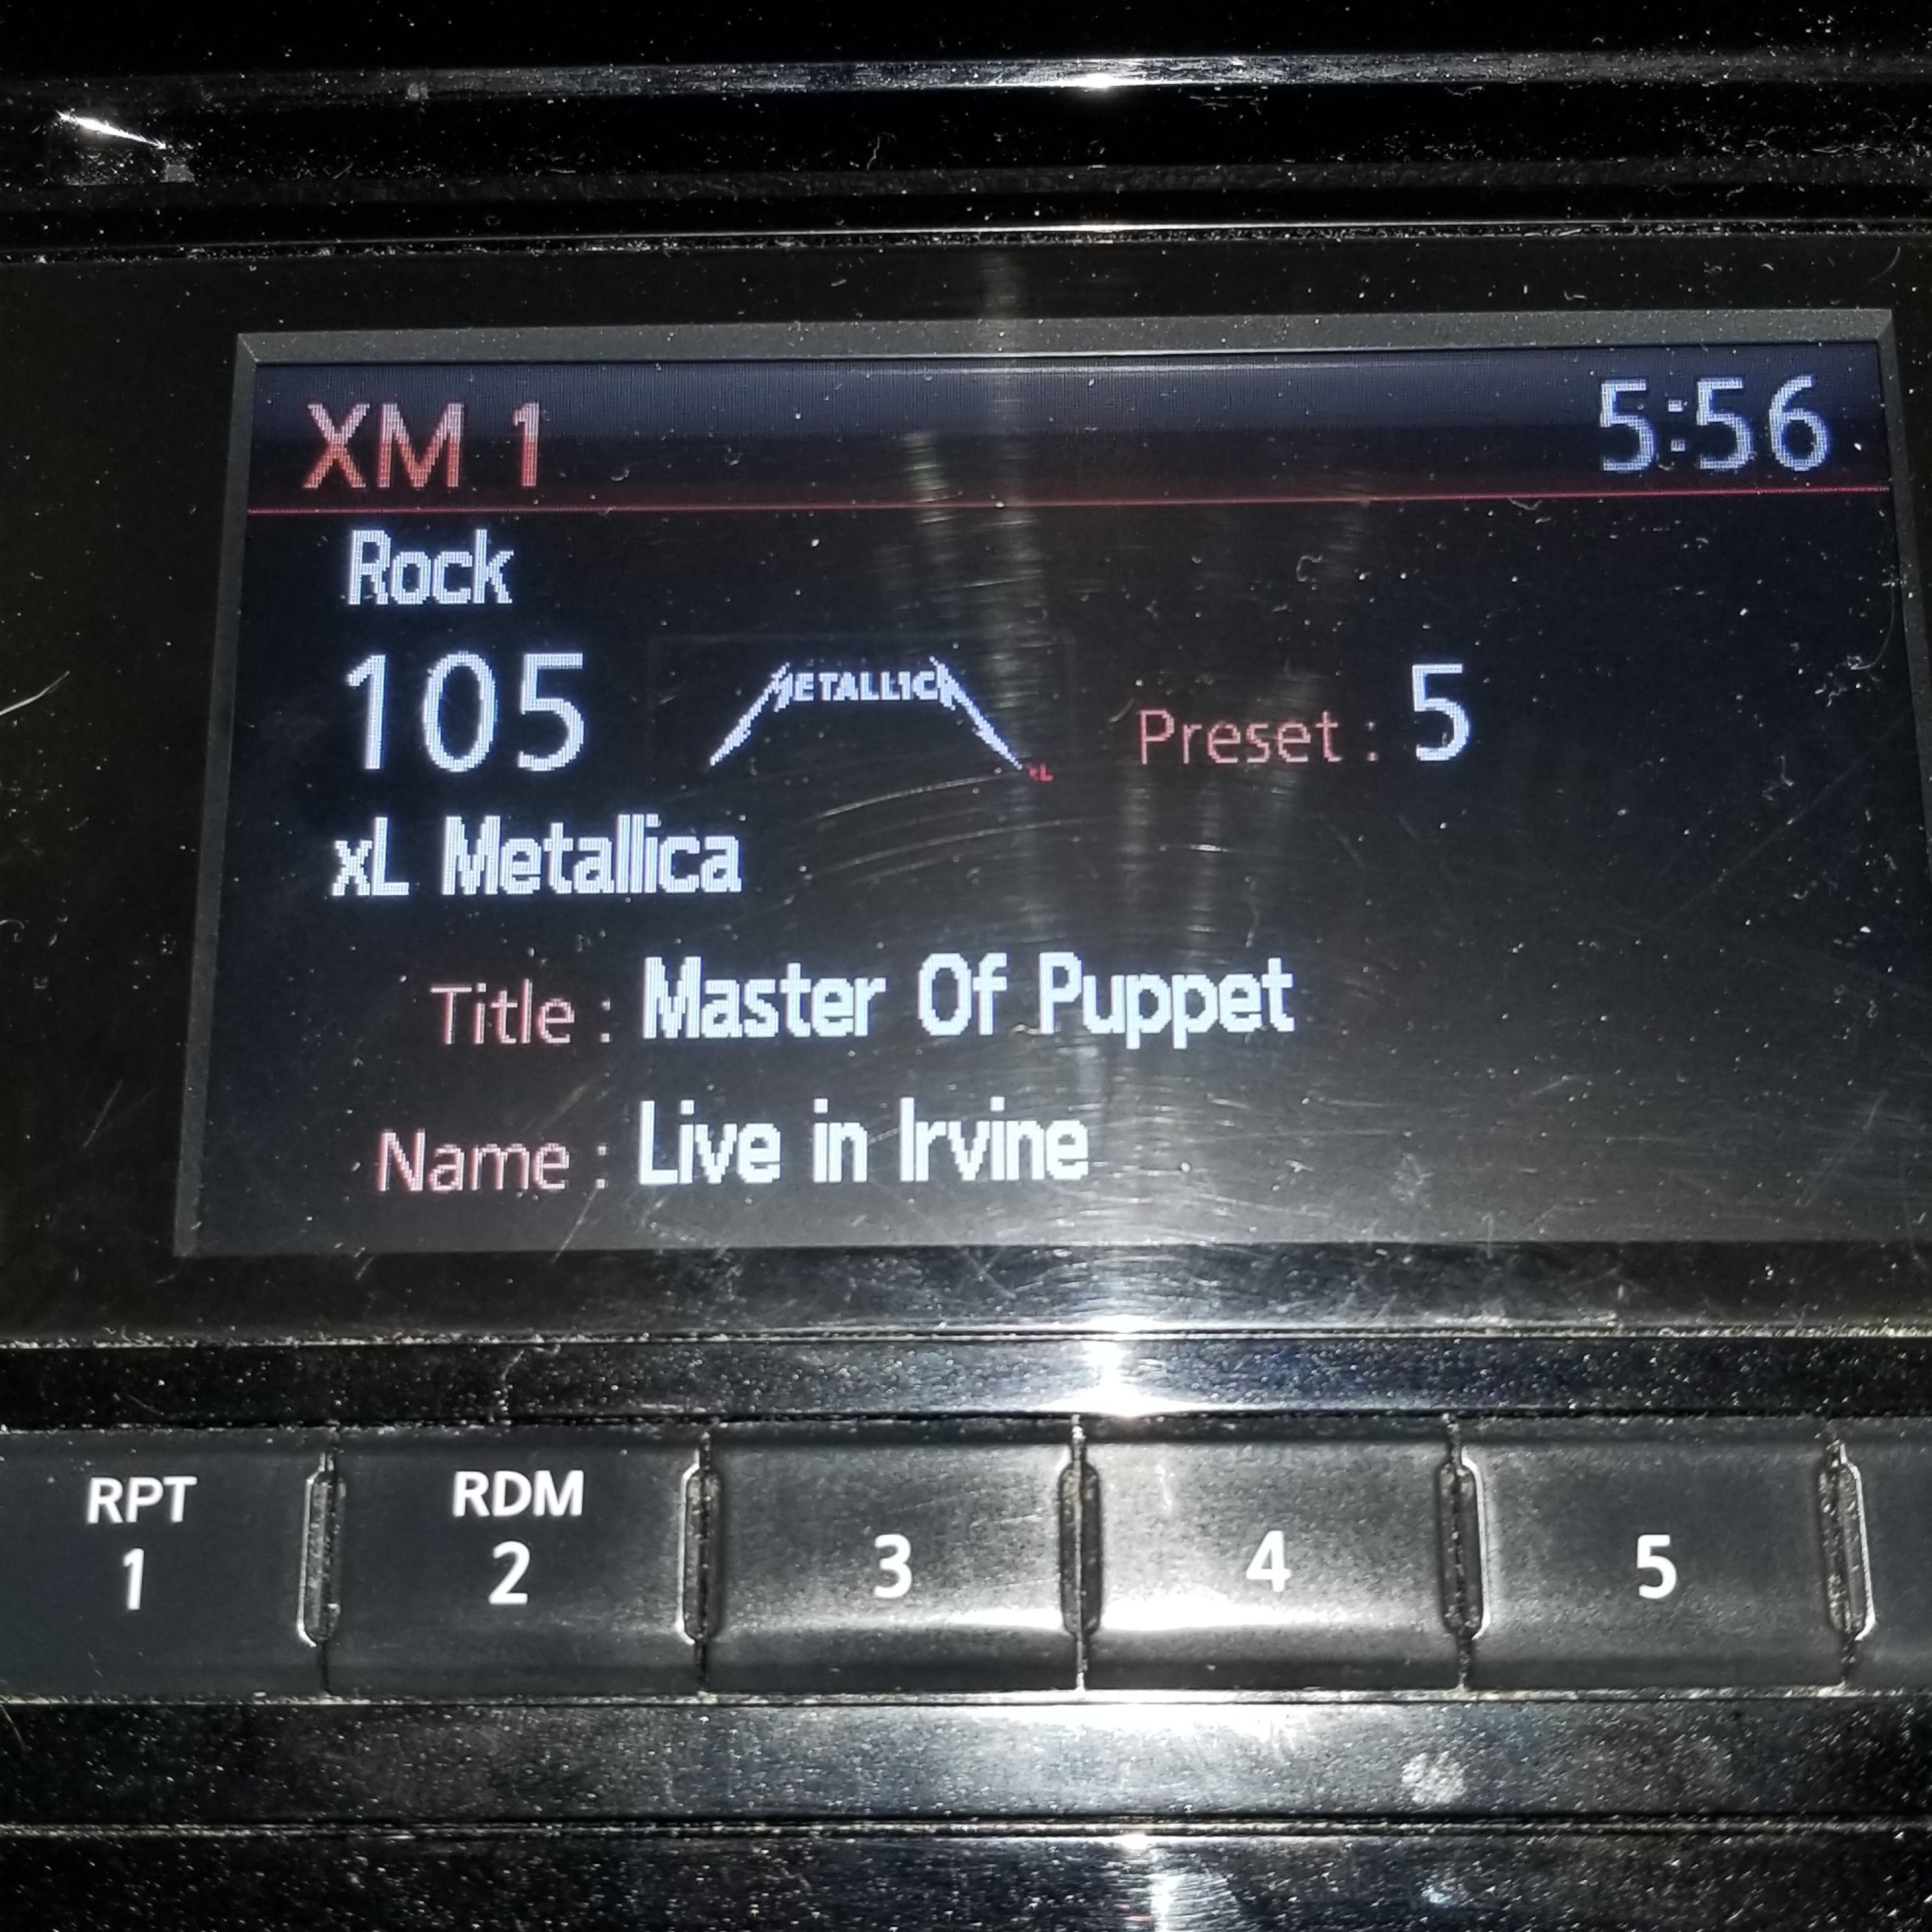 XM 1 5:56
Rock
105 METALLICA xL Preset : 5
xL Metallica
Title : Master Of Puppet
Name : Live in Irvine
RPT RDM
1 2 3 4 5